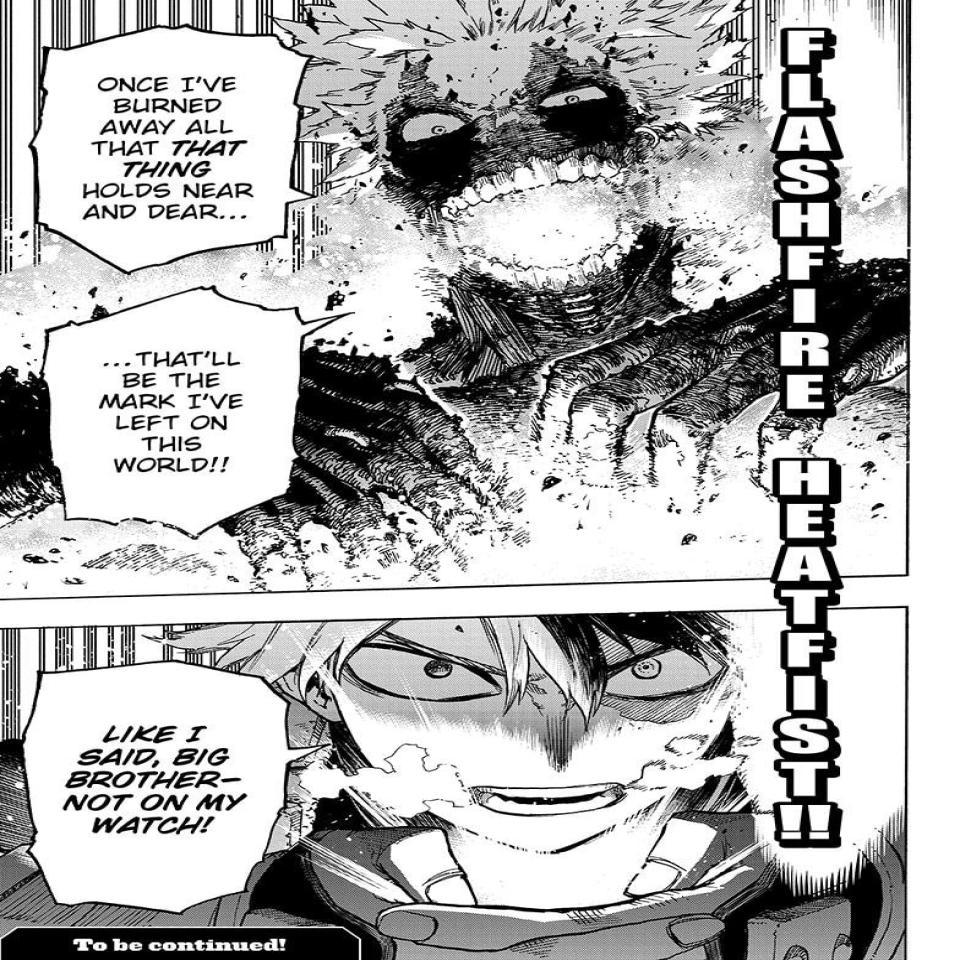 FLASHFIRE HEATFIST!!
ONCE I'VE
BURNED
AWAY ALL
THAT THAT
THING
HOLDS NEAR
AND DEAR...
...THAT'LL
BE THE
MARK I'VE
LEFT ON
THIS
WORLD!!
LIKE I
SAID, BIG
BROTHER—
NOT ON MY
WATCH!
To be continued!